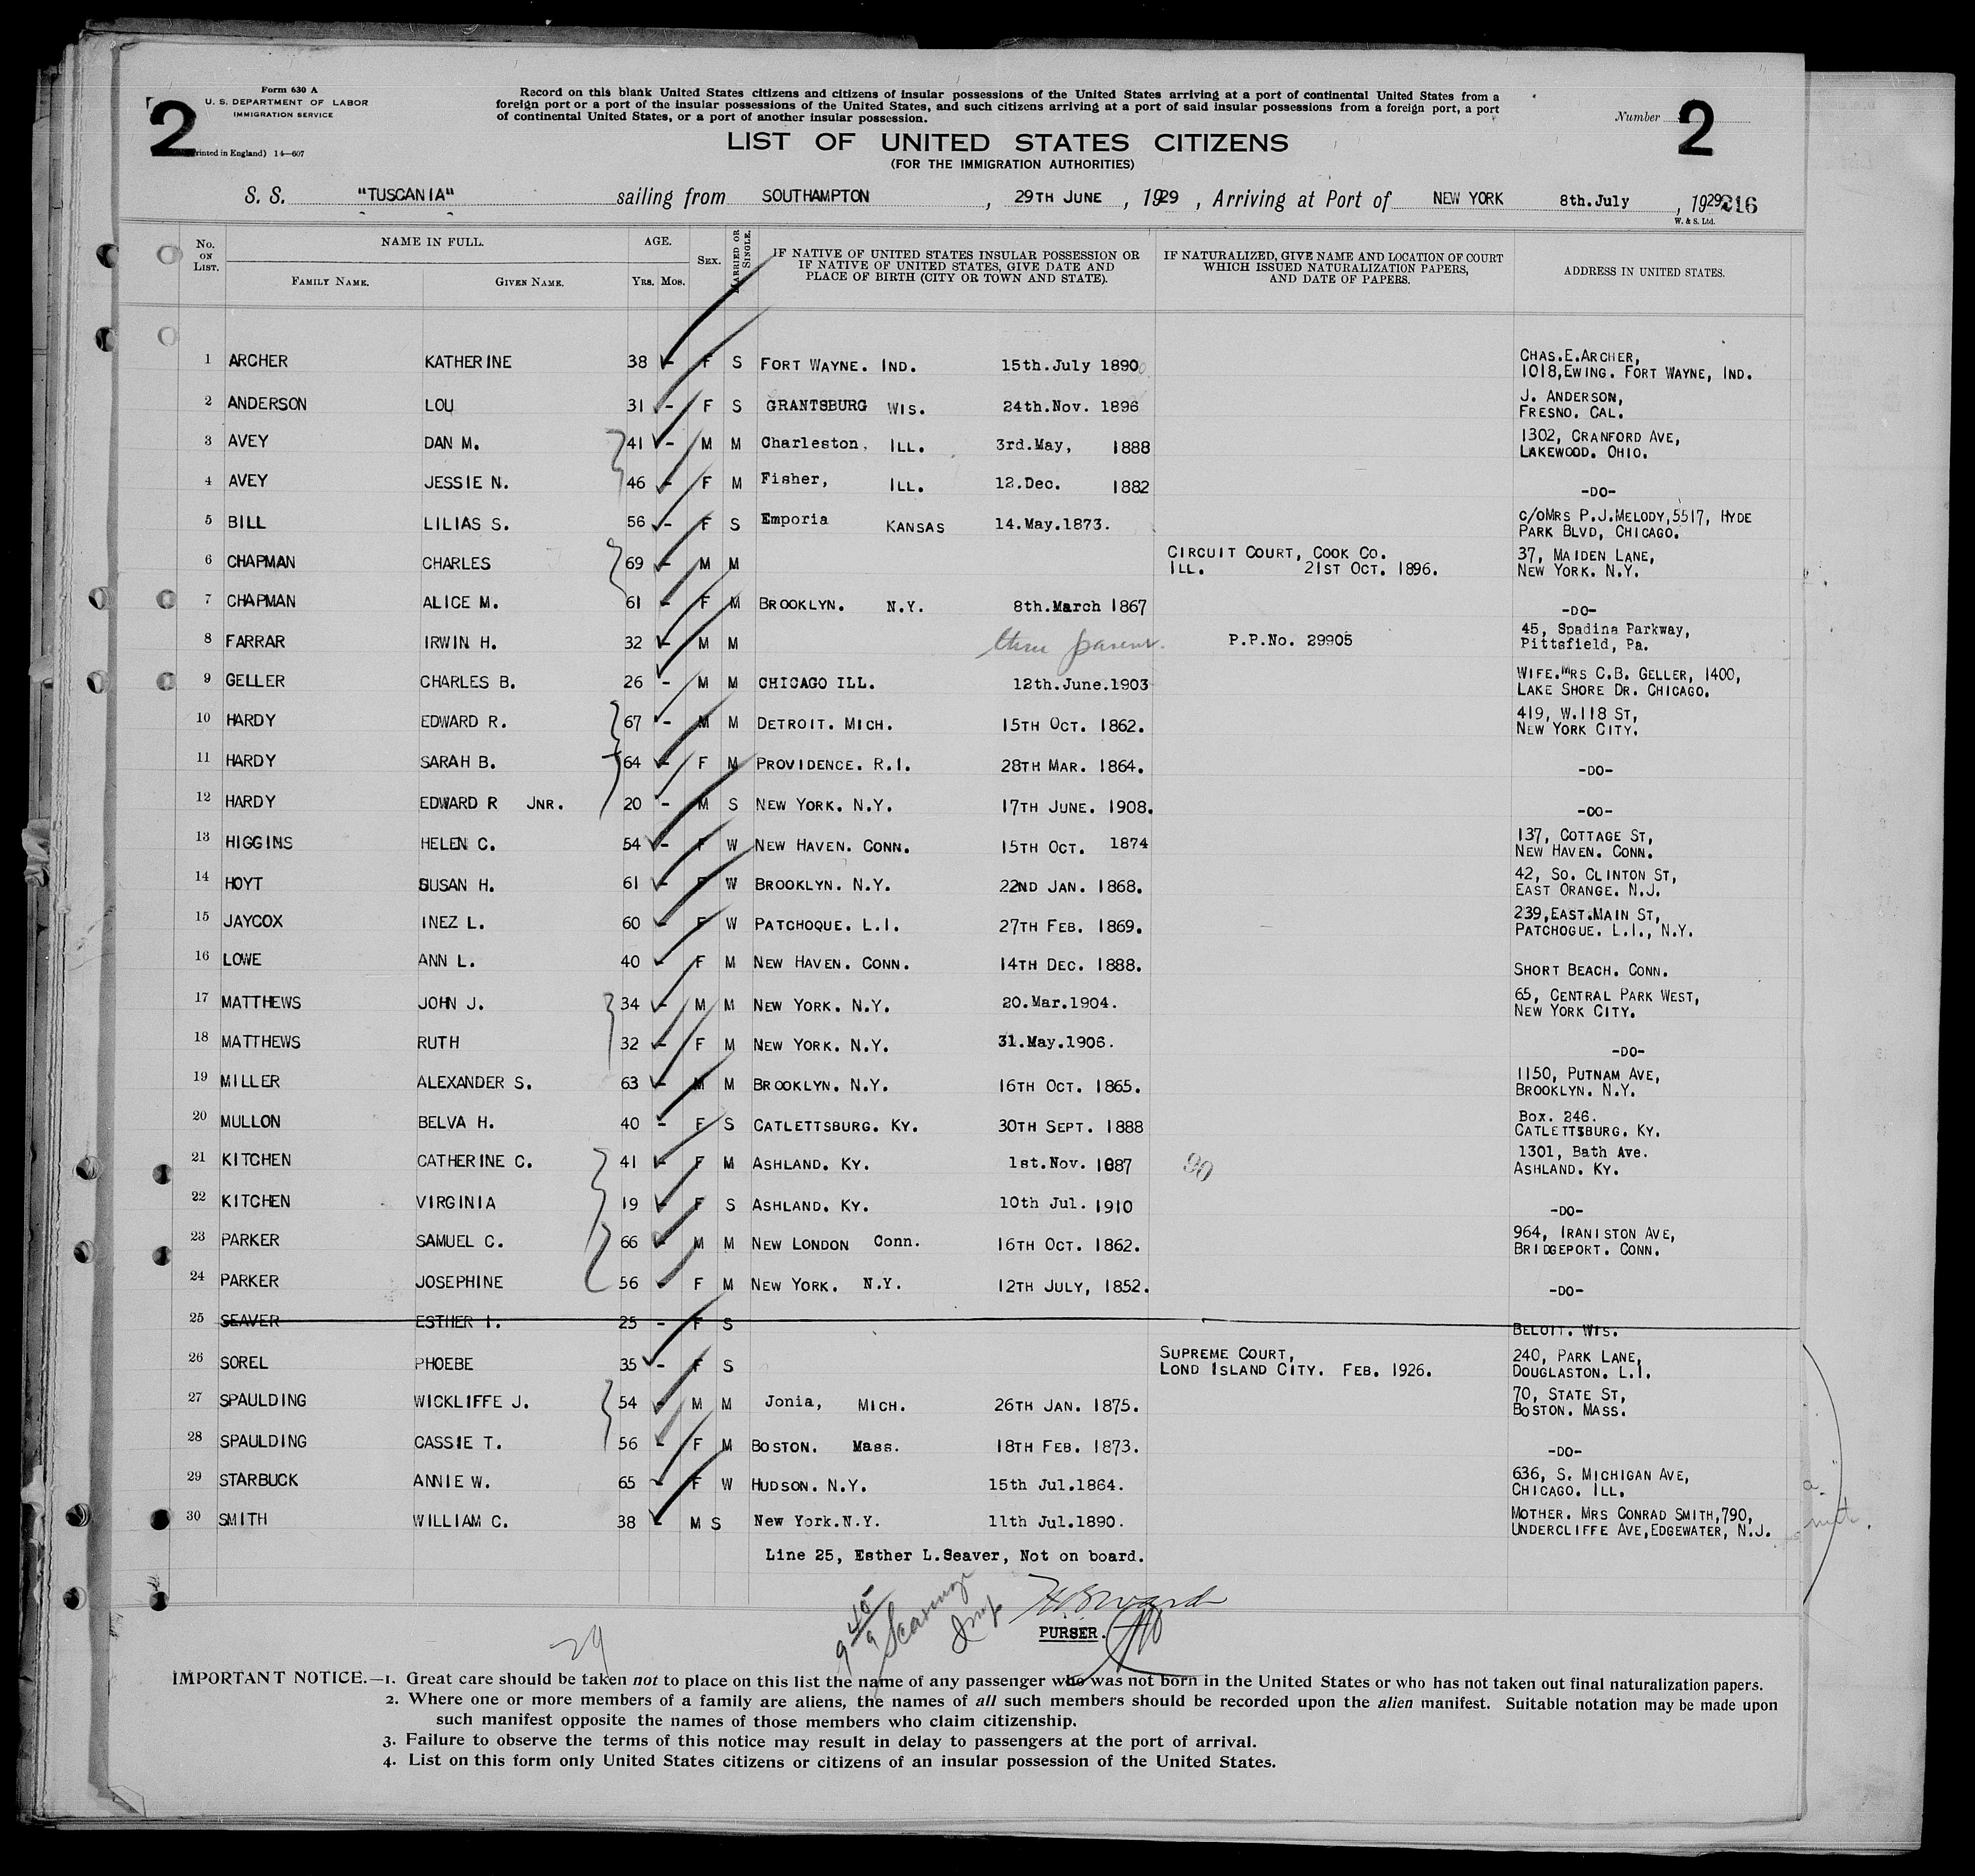 2
Form 630 A
U. S. DEPARTMENT OF LABOR
IMMIGRATION SERVICE
rinted in England) 14—607
Record on this blank United States citizens and citizens of insular possessions of the United States arriving at a port of continental United States from a
foreign port or a port of the insular possessions of the United States, and such citizens arriving at a port of said insular possessions from a foreign port, a port
of continental United States, or a port of another insular possession.
Number 2
LIST OF UNITED STATES CITIZENS
(FOR THE IMMIGRATION AUTHORITIES)
S. S. "TUSCANIA" sailing from SOUTHAMPTON, 29TH JUNE, 1929, Arriving at Port of NEW YORK 8th.July, 1929 216
W. & S. Ltd.
No. ON LIST. NAME IN FULL. FAMILY NAME. GIVEN NAME. AGE. YRS. MOS. SEX. MARRIED OR SINGLE. IF NATIVE OF UNITED STATES INSULAR POSSESSION OR IF NATIVE OF UNITED STATES, GIVE DATE AND PLACE OF BIRTH (CITY OR TOWN AND STATE). IF NATURALIZED, GIVE NAME AND LOCATION OF COURT WHICH ISSUED NATURALIZATION PAPERS, AND DATE OF PAPERS. ADDRESS IN UNITED STATES.
1 ARCHER KATHERINE 38 - F S FORT WAYNE. IND. 15th.July 1890 CHAS.E.ARCHER, 1018,EWING. FORT WAYNE, IND.
2 ANDERSON LOU 31 - F S GRANTSBURG WIS. 24th.Nov. 1896 J. ANDERSON, FRESNO. CAL.
3 AVEY DAN M. 41 - M M Charleston, ILL. 3rd.May, 1888 1302, CRANFORD AVE, LAKEWOOD. OHIO.
4 AVEY JESSIE N. 46 - F M Fisher, ILL. 12.Dec. 1882 -DO-
5 BILL LILIAS S. 56 - F S Emporia KANSAS 14.May.1873. C/OMRS P.J.MELODY,5517, HYDE PARK BLVD, CHICAGO.
6 CHAPMAN CHARLES 69 - M M CIRCUIT COURT, COOK CO. ILL. 21ST OCT. 1896. 37, MAIDEN LANE, NEW YORK. N.Y.
7 CHAPMAN ALICE M. 61 - F M BROOKLYN. N.Y. 8th.March 1867 -DO-
8 FARRAR IRWIN H. 32 - M M thru P.P.No. 29905 45, Spadina Parkway, Pittsfield, Pa.
9 GELLER CHARLES B. 26 - M M CHICAGO ILL. 12th.June.1903 WIFE.MRS C.B. GELLER, 1400, LAKE SHORE DR. CHICAGO.
10 HARDY EDWARD R. 67 - M M DETROIT. MICH. 15TH OCT. 1862. 419, W.118 ST, NEW YORK CITY.
11 HARDY SARAH B. 64 - F M PROVIDENCE. R.I. 28TH MAR. 1864. -DO-
12 HARDY EDWARD R JNR. 20 - M S NEW YORK. N.Y. 17TH JUNE. 1908. -DO-
13 HIGGINS HELEN C. 54 - F W NEW HAVEN. CONN. 15TH OCT. 1874 137, COTTAGE ST, NEW HAVEN. CONN.
14 HOYT SUSAN H. 61 - F W BROOKLYN. N.Y. 22ND JAN. 1868. 42, SO. CLINTON ST, EAST ORANGE. N.J.
15 JAYCOX INEZ L. 60 - F W PATCHOQUE. L.I. 27TH FEB. 1869. 239,EAST.MAIN ST, PATCHOGUE. L.I., N.Y.
16 LOWE ANN L. 40 - F M NEW HAVEN. CONN. 14TH DEC. 1888. SHORT BEACH. CONN.
17 MATTHEWS JOHN J. 34 - M M NEW YORK. N.Y. 20.Mar.1904. 65, CENTRAL PARK WEST, NEW YORK CITY.
18 MATTHEWS RUTH 32 - F M NEW YORK. N.Y. 31.May.1906. -DO-
19 MILLER ALEXANDER S. 63 - M M BROOKLYN. N.Y. 16TH OCT. 1865. 1150, PUTNAM AVE, BROOKLYN. N.Y.
20 MULLON BELVA H. 40 - F S CATLETTSBURG. KY. 30TH SEPT. 1888 Box. 246. CATLETTSBURG. KY.
21 KITCHEN CATHERINE C. 41 - F M ASHLAND. KY. 1st.Nov. 1887 90 1301, Bath Ave. ASHLAND. KY.
22 KITCHEN VIRGINIA 19 - F S ASHLAND. KY. 10th Jul. 1910 -DO-
23 PARKER SAMUEL C. 66 - M M NEW LONDON Conn. 16TH OCT. 1862. 964, IRANISTON AVE, BRIDGEPORT. CONN.
24 PARKER JOSEPHINE 56 - F M NEW YORK. N.Y. 12TH JULY, 1852. -DO-
25 SEAVER ESTHER I. 25 - F S BELOIT. WIS.
26 SOREL PHOEBE 35 - F S SUPREME COURT, LOND ISLAND CITY. FEB. 1926. 240, PARK LANE, DOUGLASTON. L.I.
27 SPAULDING WICKLIFFE J. 54 - M M Jonia, MICH. 26TH JAN. 1875. 70, STATE ST, BOSTON. MASS.
28 SPAULDING CASSIE T. 56 - F M BOSTON. Mass. 18TH FEB. 1873. -DO-
29 STARBUCK ANNIE W. 65 - F W HUDSON. N.Y. 15th Jul.1864. 636, S. MICHIGAN AVE, CHICAGO. ILL.
30 SMITH WILLIAM C. 38 - M S New York.N.Y. 11th Jul.1890. MOTHER. MRS CONRAD SMITH,790, UNDERCLIFFE AVE,EDGEWATER, N.J.
Line 25, Esther L.Seaver, Not on board.
PURSER.
29
IMPORTANT NOTICE.—1. Great care should be taken not to place on this list the name of any passenger who was not born in the United States or who has not taken out final naturalization papers.
2. Where one or more members of a family are aliens, the names of all such members should be recorded upon the alien manifest. Suitable notation may be made upon
such manifest opposite the names of those members who claim citizenship.
3. Failure to observe the terms of this notice may result in delay to passengers at the port of arrival.
4. List on this form only United States citizens or citizens of an insular possession of the United States.